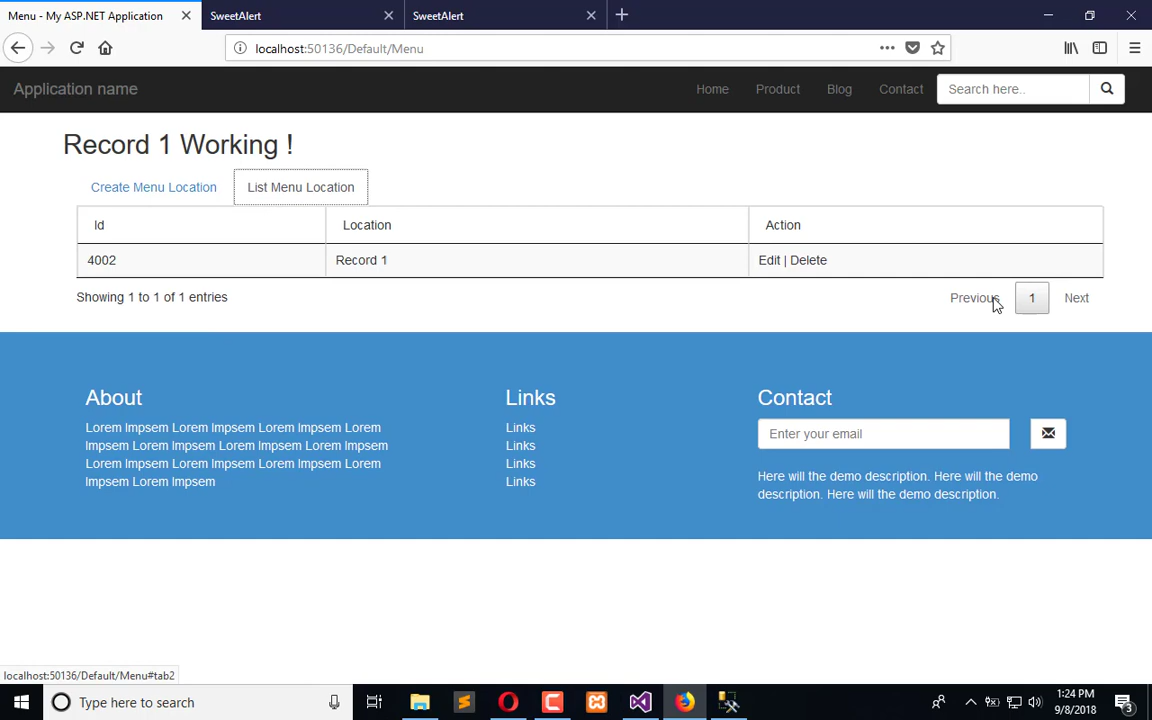 Menu - My ASP.NET Application
SweetAlert
SweetAlert
localhost:50136/Default/Menu
Application name
Home
Product
Blog
Contact
Search here..
Record 1 Working !
Create Menu Location
List Menu Location
Id
Location
Action
4002
Record 1
Edit | Delete
Showing 1 to 1 of 1 entries
Previous
1
Next
About
Lorem Impsem Lorem Impsem Lorem Impsem Lorem
Impsem Lorem Impsem Lorem Impsem Lorem Impsem
Lorem Impsem Lorem Impsem Lorem Impsem Lorem
Impsem Lorem Impsem
Links
Links
Links
Links
Links
Contact
Enter your email
Here will the demo description. Here will the demo
description. Here will the demo description.
localhost:50136/Default/Menu#tab2
Type here to search
1:24 PM
9/8/2018
3